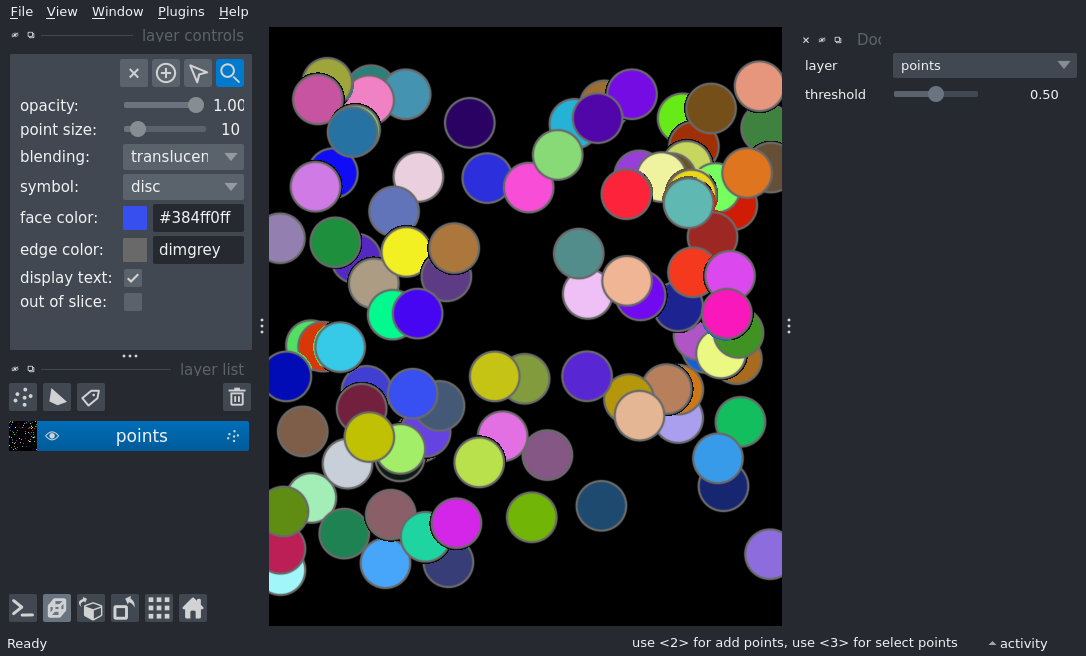 File View Window Plugins Help
layer controls
opacity: 1.00
point size: 10
blending: translucen
symbol: disc
face color: #384ff0ff
edge color: dimgrey
display text:
out of slice:
layer list
points
layer points
threshold 0.50
Ready
use <2> for add points, use <3> for select points
activity